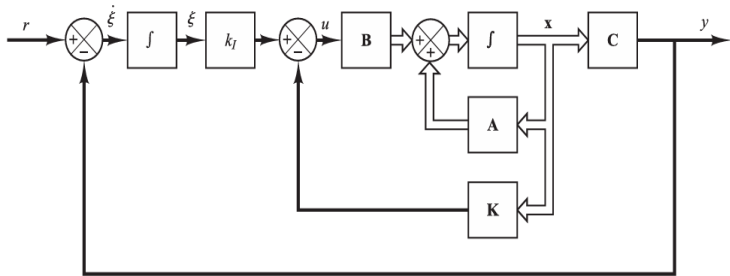 r + − ξ̇ ∫ ξ k_I + − u B + + ∫ x C y
A
K